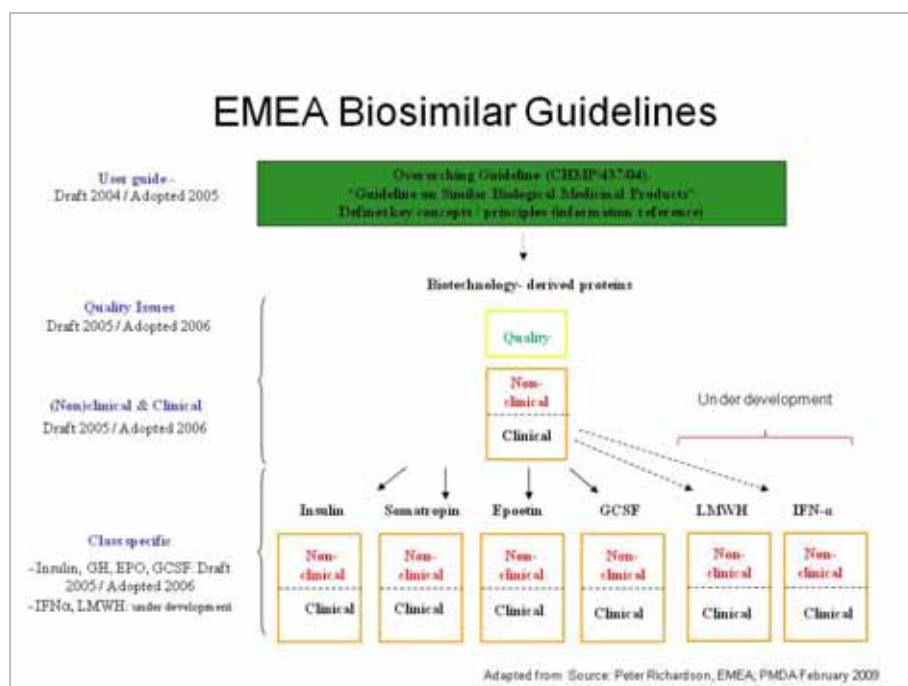 EMEA Biosimilar Guidelines
User guide -
Draft 2004 / Adopted 2005
Overarching Guideline (CHMP/437/04).
"Guideline on Similar Biological Medicinal Products"
Defines key concepts / principles (information reference)
Biotechnology- derived proteins
Quality Issues
Draft 2005 / Adopted 2006
Quality
(Non)clinical & Clinical
Draft 2005 / Adopted 2006
Non-
clinical
Clinical
Under development
Insulin Somatropin Epoetin GCSF LMWH IFN-α
Class specific
- Insulin, GH, EPO, GCSF: Draft
2005 / Adopted 2006
- IFNα, LMWH: under development
Non- Non- Non- Non- Non- Non-
clinical clinical clinical clinical clinical clinical
Clinical Clinical Clinical Clinical Clinical Clinical
Adapted from: Source: Peter Richardson, EMEA, PMDA February 2009